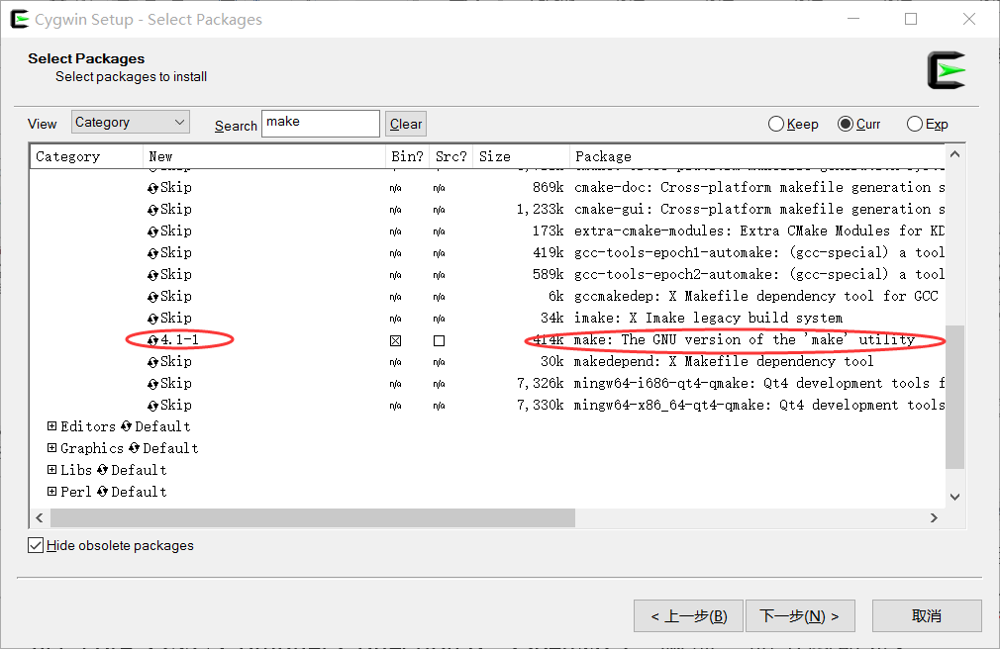 Cygwin Setup - Select Packages
Select Packages
Select packages to install
View Category Search make Clear Keep Curr Exp
Category New Bin? Src? Size Package
Skip n/a n/a 869k cmake-doc: Cross-platform makefile generation s
Skip n/a n/a 1,233k cmake-gui: Cross-platform makefile generation s
Skip n/a n/a 173k extra-cmake-modules: Extra CMake Modules for KD
Skip n/a n/a 419k gcc-tools-epoch1-automake: (gcc-special) a tool
Skip n/a n/a 589k gcc-tools-epoch2-automake: (gcc-special) a tool
Skip n/a n/a 6k gccmakedep: X Makefile dependency tool for GCC
Skip n/a n/a 34k imake: X Imake legacy build system
4.1-1 414k make: The GNU version of the 'make' utility
Skip n/a n/a 30k makedepend: X Makefile dependency tool
Skip n/a n/a 7,326k mingw64-i686-qt4-qmake: Qt4 development tools f
Skip n/a n/a 7,330k mingw64-x86_64-qt4-qmake: Qt4 development tools
Editors Default
Graphics Default
Libs Default
Perl Default
Hide obsolete packages
< 上一步(B) 下一步(N) > 取消